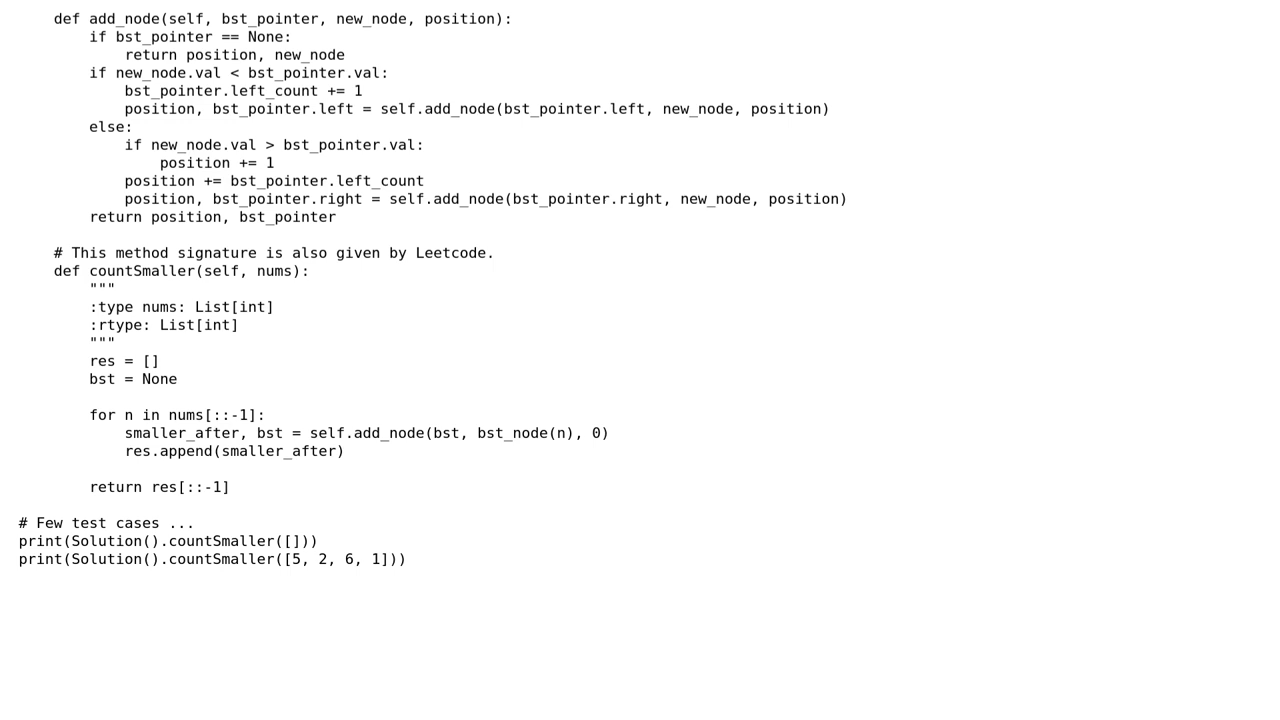 def add_node(self, bst_pointer, new_node, position):
        if bst_pointer == None:
            return position, new_node
        if new_node.val < bst_pointer.val:
            bst_pointer.left_count += 1
            position, bst_pointer.left = self.add_node(bst_pointer.left, new_node, position)
        else:
            if new_node.val > bst_pointer.val:
                position += 1
            position += bst_pointer.left_count
            position, bst_pointer.right = self.add_node(bst_pointer.right, new_node, position)
        return position, bst_pointer

    # This method signature is also given by Leetcode.
    def countSmaller(self, nums):
        """
        :type nums: List[int]
        :rtype: List[int]
        """
        res = []
        bst = None

        for n in nums[::-1]:
            smaller_after, bst = self.add_node(bst, bst_node(n), 0)
            res.append(smaller_after)

        return res[::-1]

# Few test cases ...
print(Solution().countSmaller([]))
print(Solution().countSmaller([5, 2, 6, 1]))